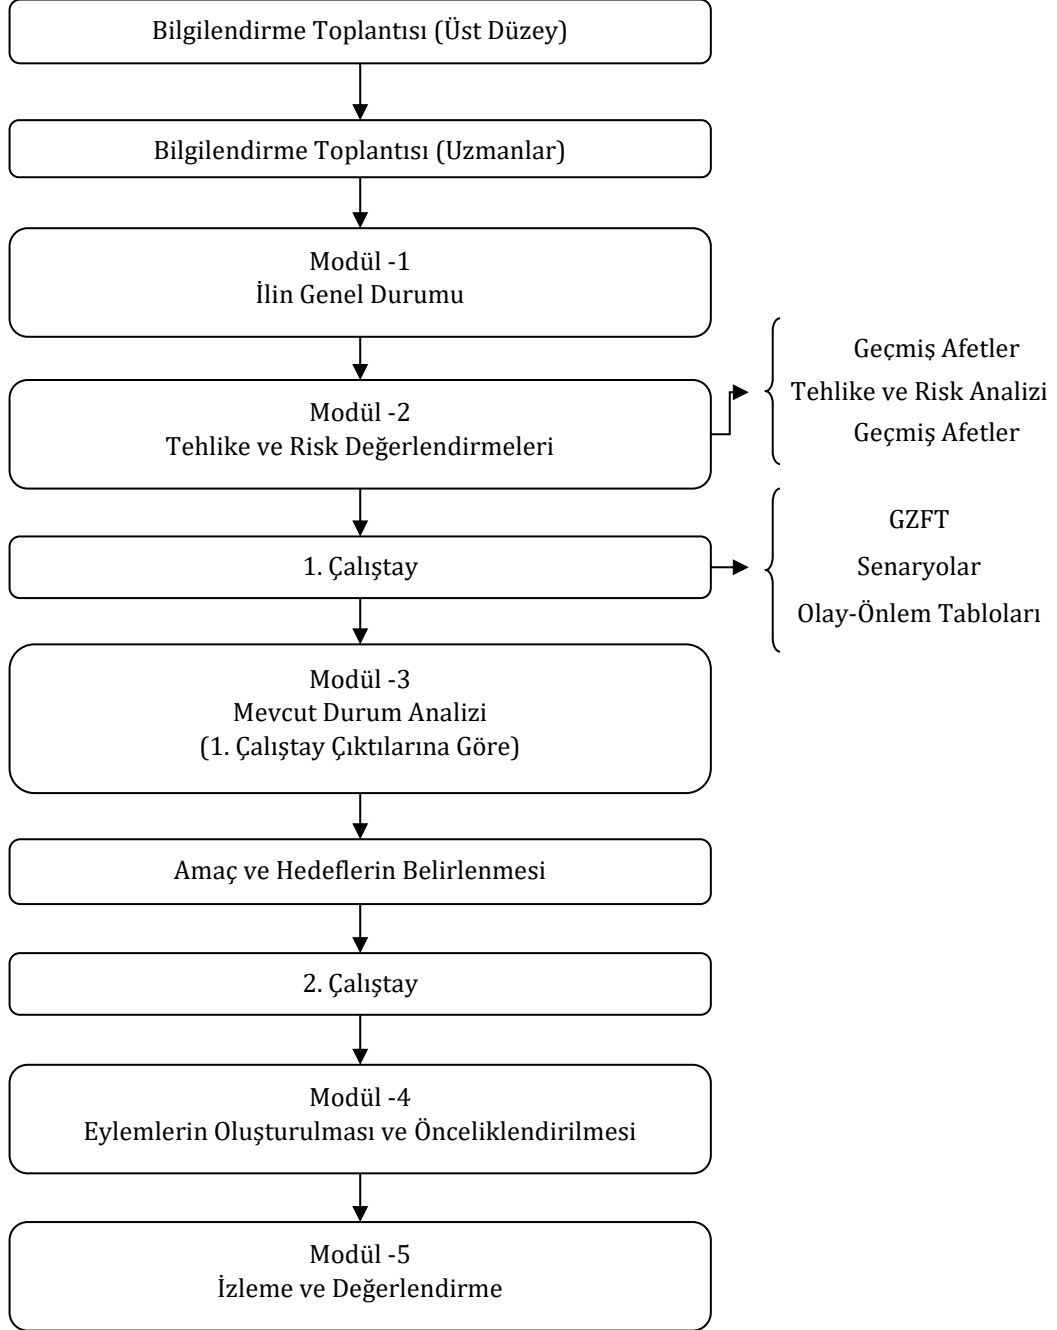 Bilgilendirme Toplantısı (Üst Düzey)
Bilgilendirme Toplantısı (Uzmanlar)
Modül -1
İlin Genel Durumu
Modül -2
Tehlike ve Risk Değerlendirmeleri
Geçmiş Afetler
Tehlike ve Risk Analizi
Geçmiş Afetler
1. Çalıştay
GZFT
Senaryolar
Olay-Önlem Tabloları
Modül -3
Mevcut Durum Analizi
(1. Çalıştay Çıktılarına Göre)
Amaç ve Hedeflerin Belirlenmesi
2. Çalıştay
Modül -4
Eylemlerin Oluşturulması ve Önceliklendirilmesi
Modül -5
İzleme ve Değerlendirme